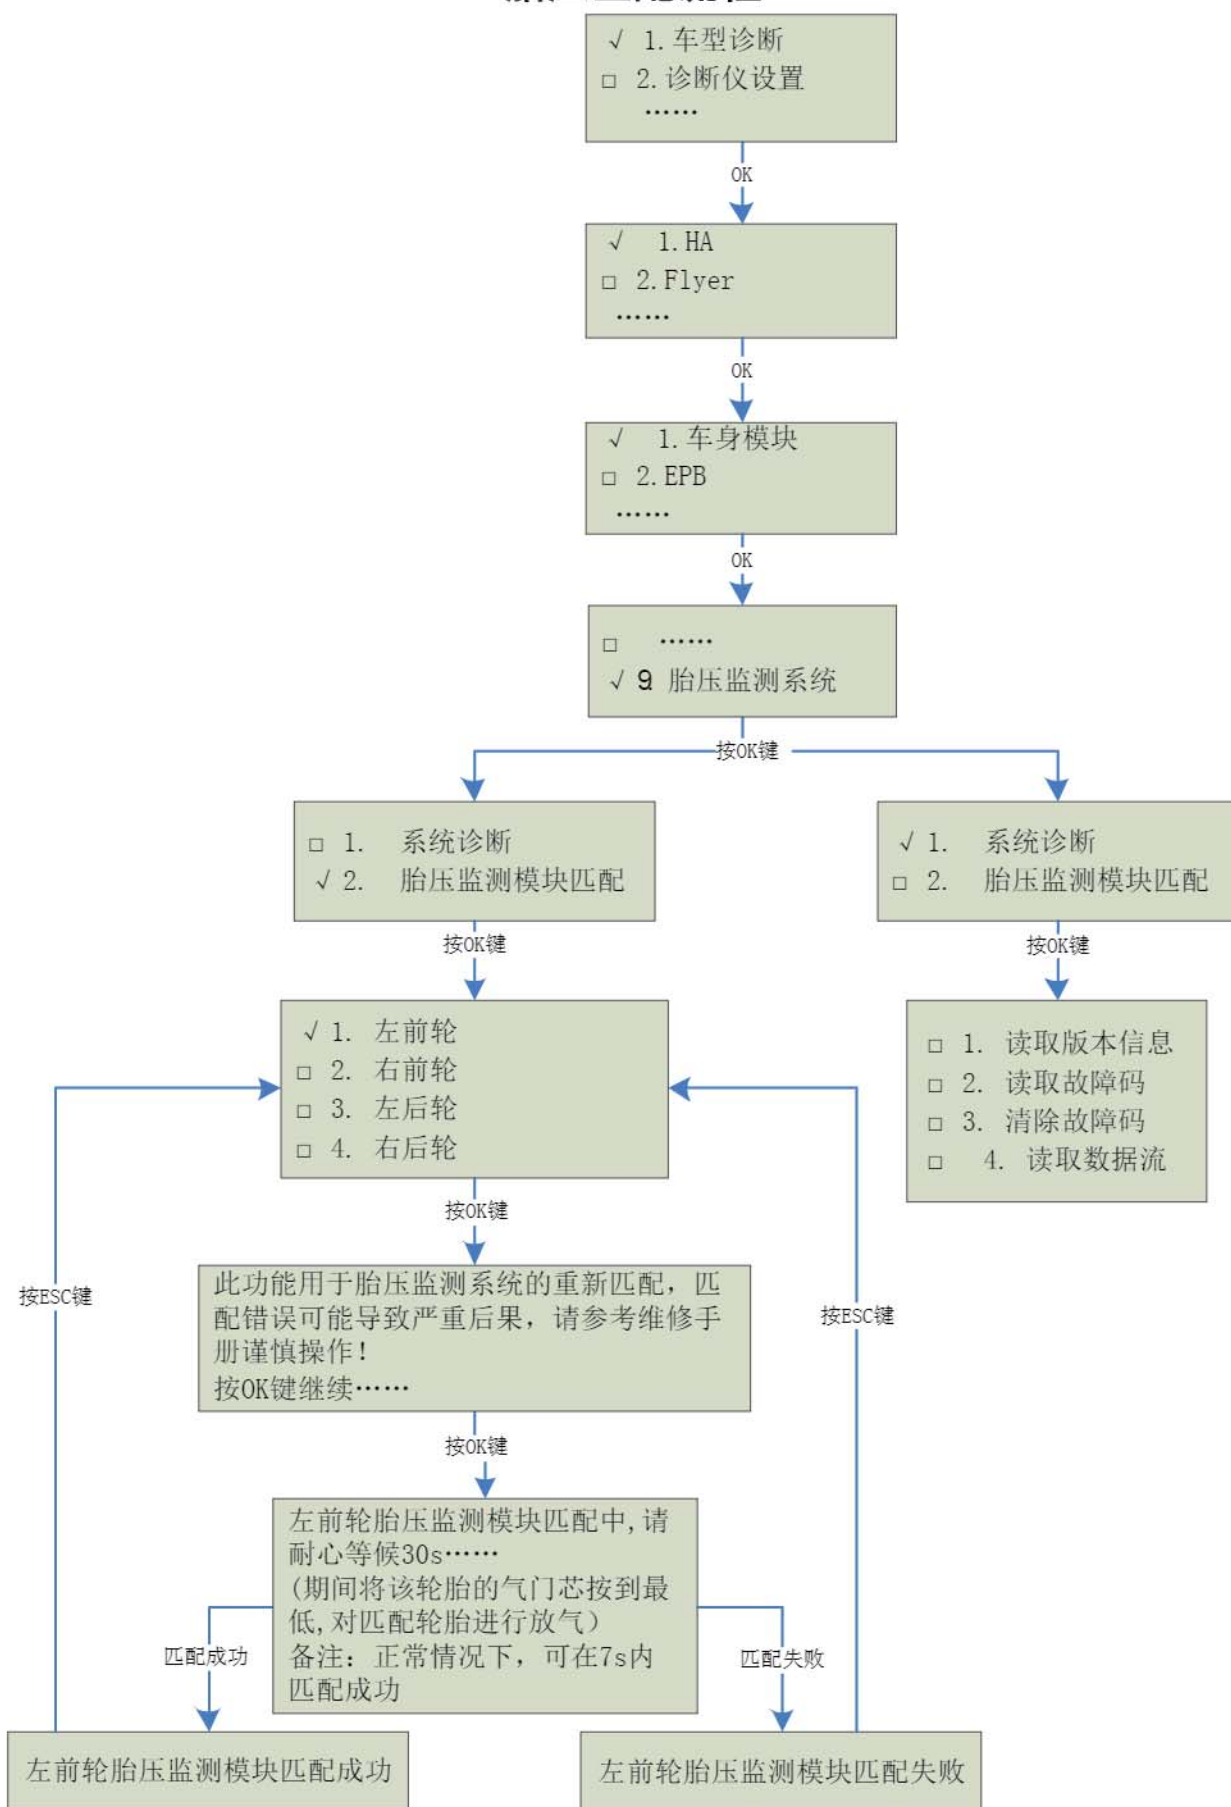 √ 1.车型诊断
□ 2.诊断仪设置
……
OK
√ 1.HA
□ 2.Flyer
……
OK
√ 1.车身模块
□ 2.EPB
……
OK
□ ……
√ 9 胎压监测系统
按OK键
□ 1. 系统诊断
√ 2. 胎压监测模块匹配
√ 1. 系统诊断
□ 2. 胎压监测模块匹配
按OK键
按OK键
√ 1. 左前轮
□ 2. 右前轮
□ 3. 左后轮
□ 4. 右后轮
□ 1. 读取版本信息
□ 2. 读取故障码
□ 3. 清除故障码
□ 4. 读取数据流
按OK键
按ESC键
此功能用于胎压监测系统的重新匹配，匹
配错误可能导致严重后果，请参考维修手
册谨慎操作！
按OK键继续……
按ESC键
按OK键
左前轮胎压监测模块匹配中,请
耐心等候30s……
(期间将该轮胎的气门芯按到最
低,对匹配轮胎进行放气)
备注：正常情况下，可在7s内
匹配成功
匹配成功
匹配失败
左前轮胎压监测模块匹配成功
左前轮胎压监测模块匹配失败